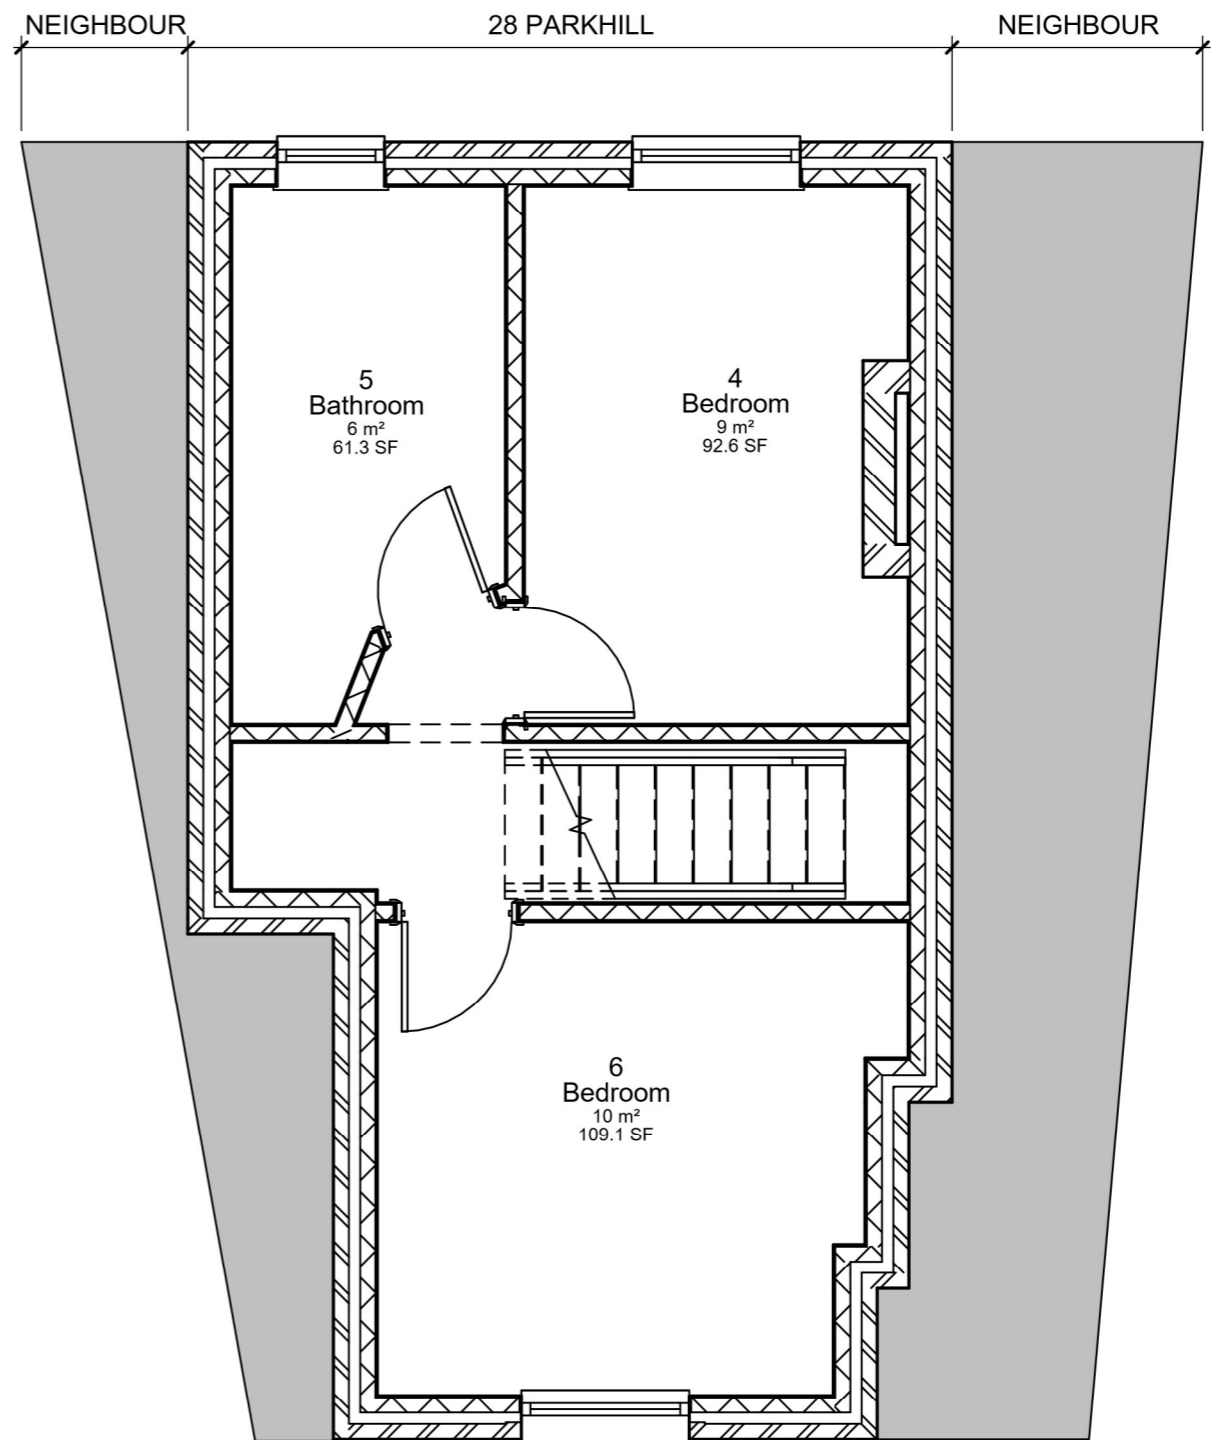 NEIGHBOUR
28 PARKHILL
NEIGHBOUR
5
Bathroom
6 m²
61.3 SF
4
Bedroom
9 m²
92.6 SF
6
Bedroom
10 m²
109.1 SF